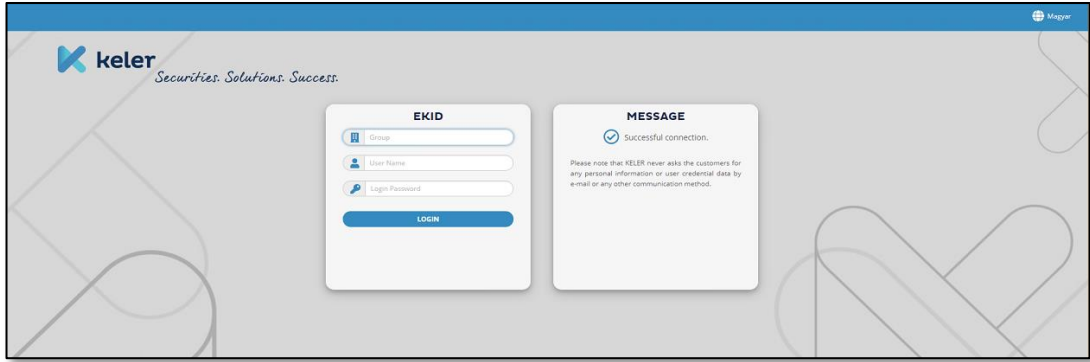 Magyar
keler
Securities. Solutions. Success.
EKID
Group
User Name
Login Password
LOGIN
MESSAGE
Successful connection.
Please note that KELER never asks the customers for
any personal information or user credential data by
e-mail or any other communication method.